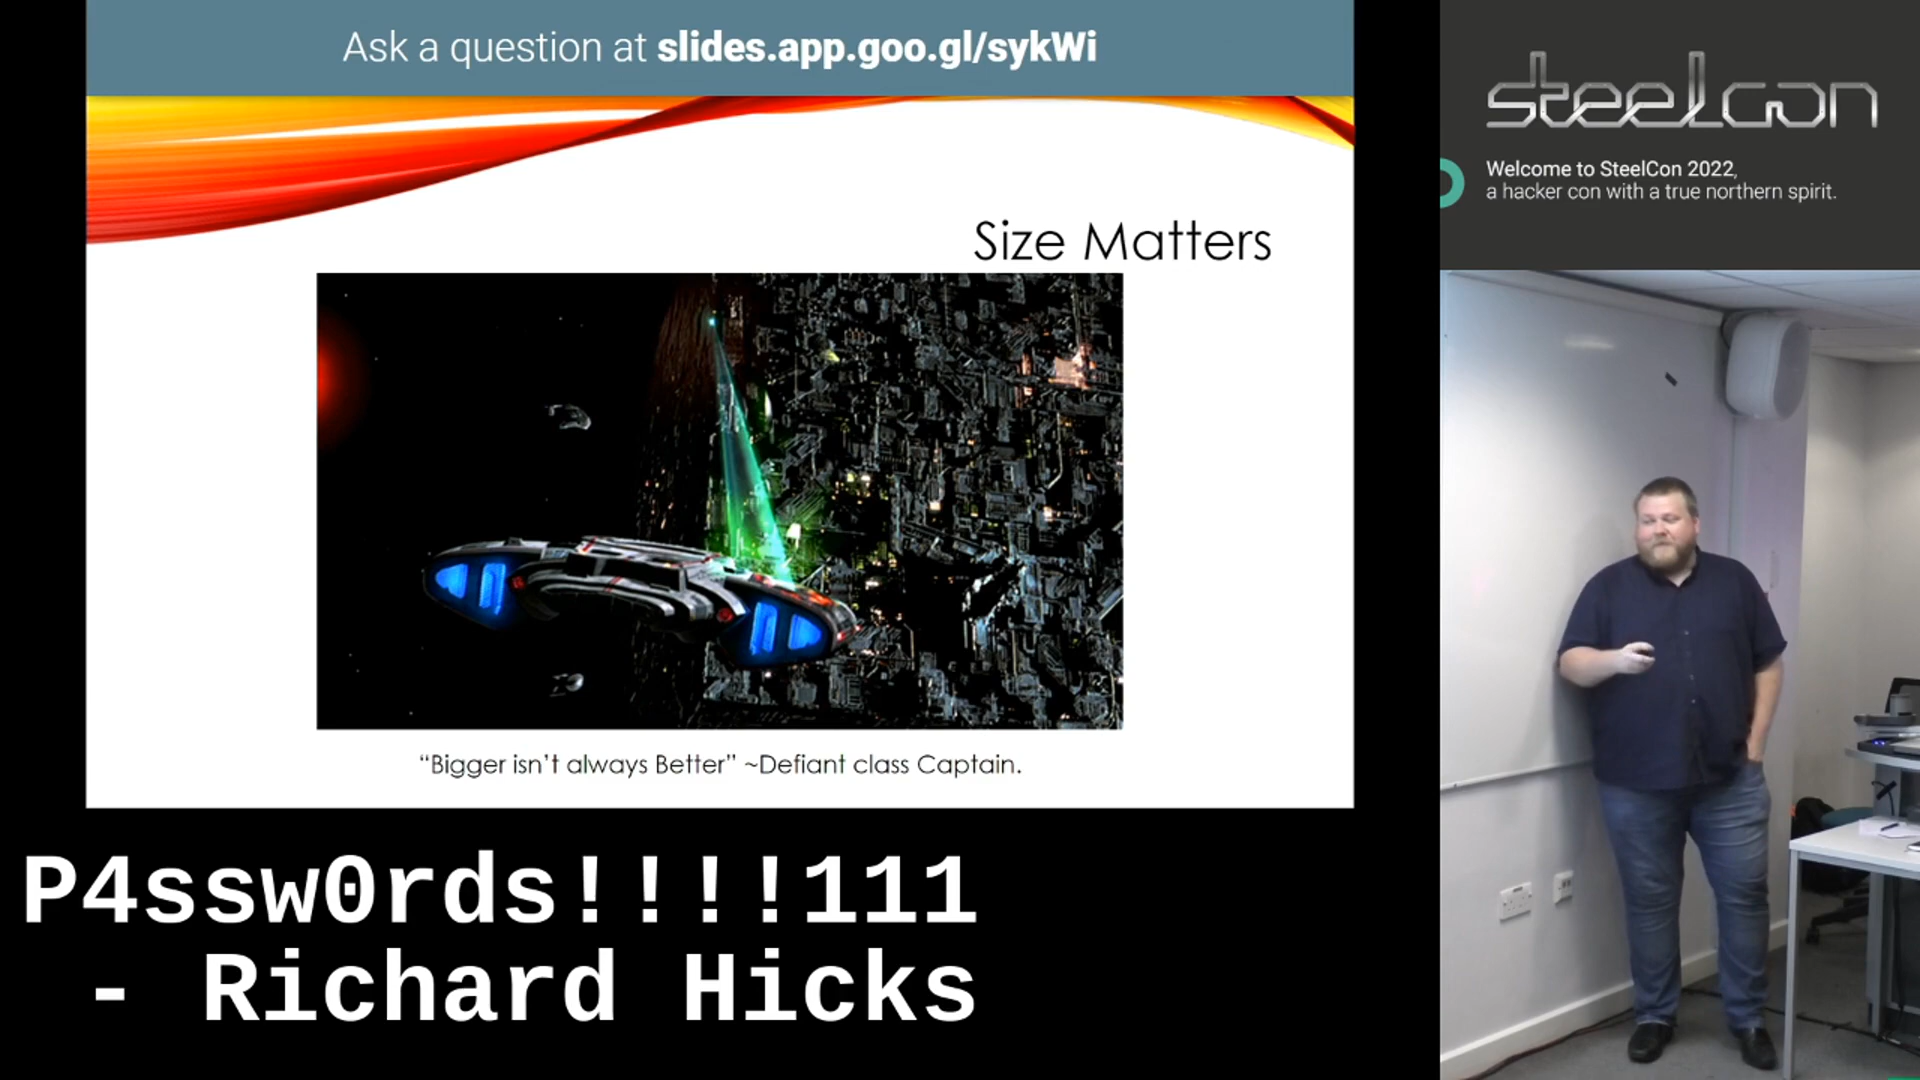 Ask a question at slides.app.goo.gl/sykWi
Size Matters
“Bigger isn’t always Better” ~Defiant class Captain.
P4ssw0rds!!!!111
- Richard Hicks
steelcon
Welcome to SteelCon 2022,
a hacker con with a true northern spirit.